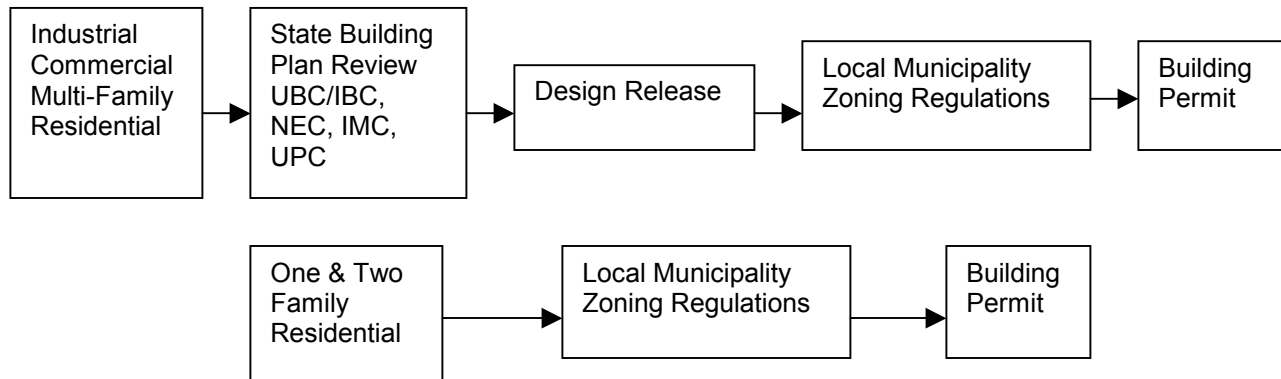 Industrial
Commercial
Multi-Family
Residential
State Building
Plan Review
UBC/IBC,
NEC, IMC,
UPC
Design Release
Local Municipality
Zoning Regulations
Building
Permit
One & Two
Family
Residential
Local Municipality
Zoning Regulations
Building
Permit